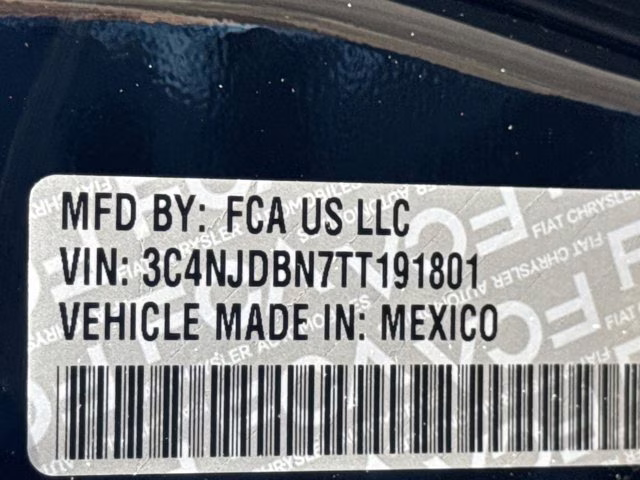 MFD BY: FCA US LLC
VIN: 3C4NJDBN7TT191801
VEHICLE MADE IN: MEXICO